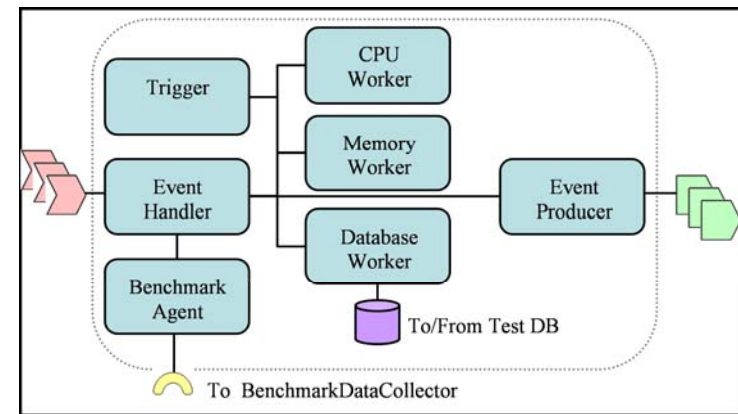 CPU
Worker
Trigger
Memory
Worker
Event
Handler
Event
Producer
Database
Worker
Benchmark
Agent
To/From Test DB
To BenchmarkDataCollector